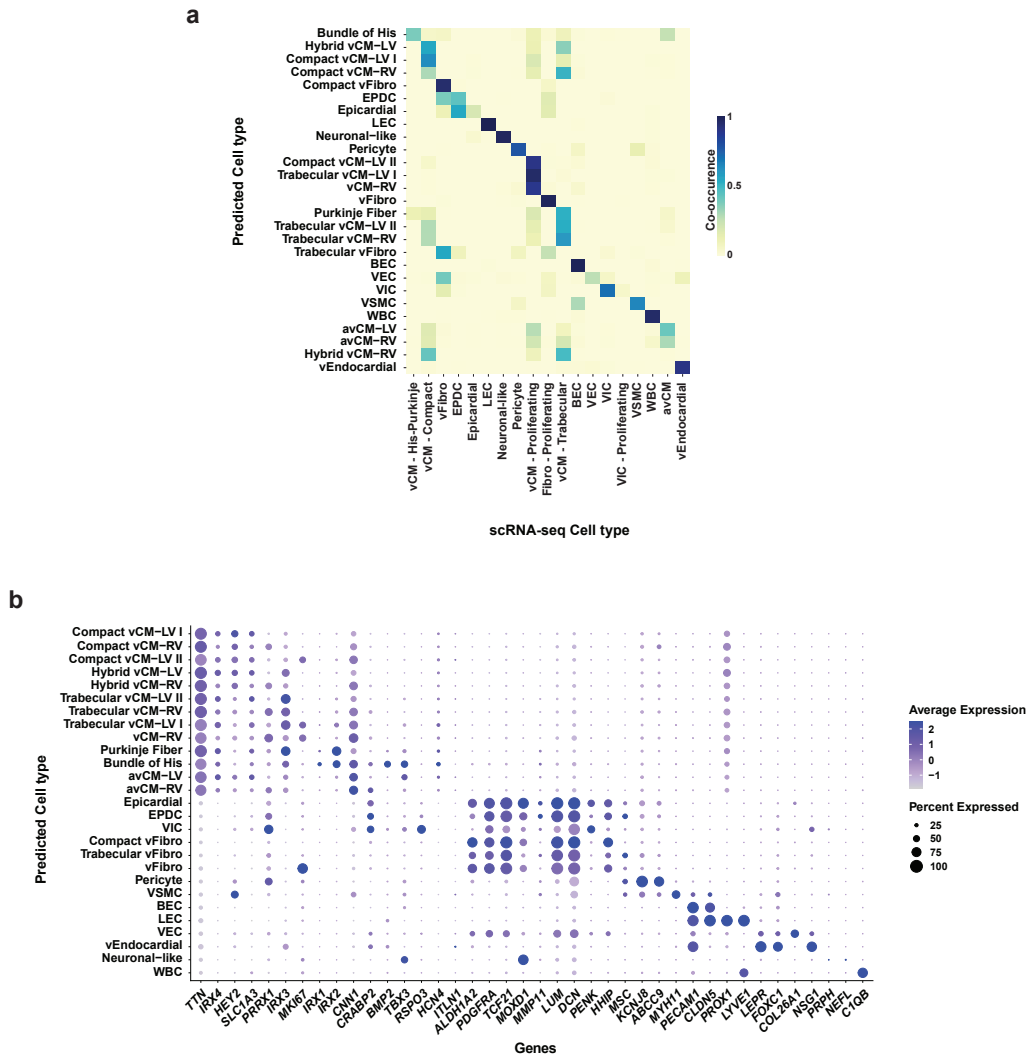 a
Bundle of His
Hybrid vCM−LV
Compact vCM−LV I
Compact vCM−RV
Compact vFibro
EPDC
Epicardial
LEC
Neuronal−like
Pericyte
Compact vCM−LV II
Trabecular vCM−LV I
vCM−RV
vFibro
Purkinje Fiber
Trabecular vCM−LV II
Trabecular vCM−RV
Trabecular vFibro
BEC
VEC
VIC
VSMC
WBC
avCM−LV
avCM−RV
Hybrid vCM−RV
vEndocardial
Predicted Cell type
vCM - His-Purkinje
vCM - Compact
vFibro
EPDC
Epicardial
LEC
Neuronal-like
Pericyte
vCM - Proliferating
Fibro - Proliferating
vCM - Trabecular
BEC
VEC
VIC
VIC - Proliferating
VSMC
WBC
avCM
vEndocardial
scRNA-seq Cell type
Co-occurence
1
0.5
0
b
Compact vCM−LV I
Compact vCM−RV
Compact vCM−LV II
Hybrid vCM−LV
Hybrid vCM−RV
Trabecular vCM−LV II
Trabecular vCM−RV
Trabecular vCM−LV I
vCM−RV
Purkinje Fiber
Bundle of His
avCM−LV
avCM−RV
Epicardial
EPDC
VIC
Compact vFibro
Trabecular vFibro
vFibro
Pericyte
VSMC
BEC
LEC
VEC
vEndocardial
Neuronal−like
WBC
Predicted Cell type
TTN
IRX4
HEY2
SLC1A3
PRRX1
IRX3
MKI67
IRX1
IRX2
CNN1
CRABP2
BMP2
TBX3
RSPO3
HCN4
ITLN1
ALDH1A2
PDGFRA
TCF21
MOXD1
MMP11
LUM
DCN
PENK
HHIP
MSC
KCNJ8
ABCC9
MYH11
PECAM1
CLDN5
PROX1
LYVE1
LEPR
FOXC1
COL26A1
NSG1
PRPH
NEFL
C1QB
Genes
Average Expression
2
1
0
−1
Percent Expressed
25
50
75
100